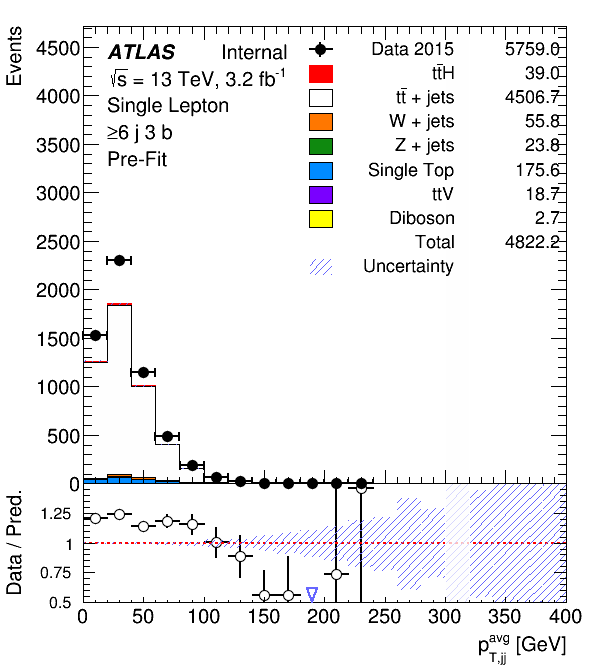 Events
4500
4000
3500
3000
2500
2000
1500
1000
500
0
ATLAS Internal
√s = 13 TeV, 3.2 fb⁻¹
Single Lepton
≥6 j 3 b
Pre-Fit
Data 2015 5759.0
tt̄H 39.0
tt̄ + jets 4506.7
W + jets 55.8
Z + jets 23.8
Single Top 175.6
ttV 18.7
Diboson 2.7
Total 4822.2
Uncertainty
Data / Pred.
1.25
1
0.75
0.5
0 50 100 150 200 250 300 350 400
p_{T,jj}^{avg} [GeV]